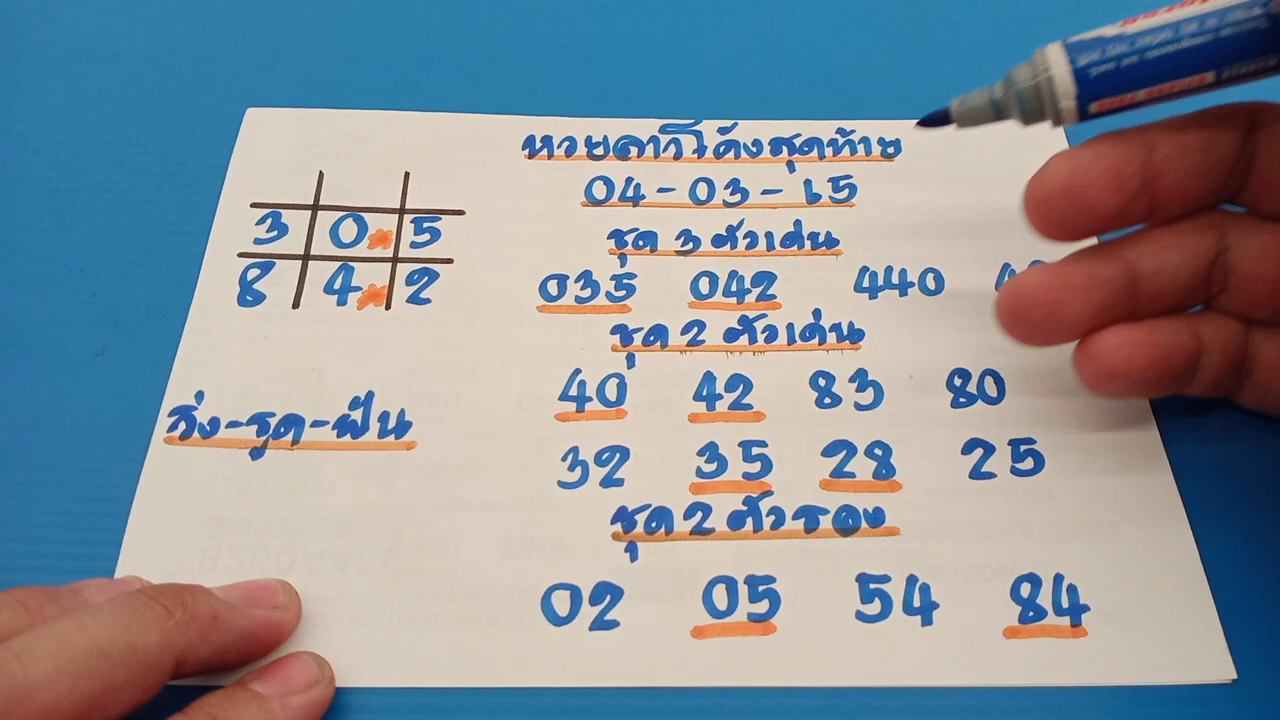 หวยลาวโค้งสุดท้าย
04-03-65
ชุด 3 ตัวเด่น
035 042 440
ชุด 2 ตัวเด่น
40 42 83 80
32 35 28 25
ชุด 2 ตัวรอง
02 05 54 84
3 0 5
8 4 2
วิ่ง-รูด-ฟัน